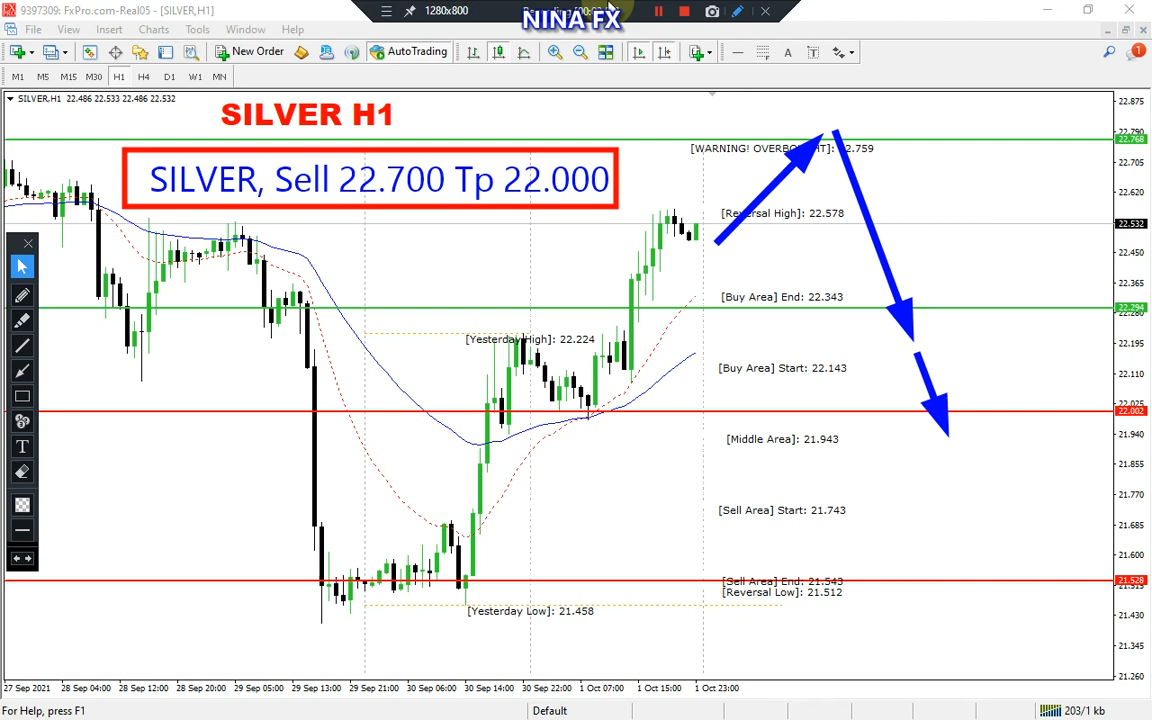 9397309: FxPro.com-Real05 - [SILVER,H1]
1280x800
NINA FX
File View Insert Charts Tools Window Help
New Order AutoTrading
M1 M5 M15 M30 H1 H4 D1 W1 MN
SILVER,H1 22.486 22.533 22.486 22.532
SILVER H1
SILVER, Sell 22.700 Tp 22.000
22.875
22.790
22.768
22.705
22.620
22.532
22.450
22.365
22.294
22.280
22.195
22.110
22.025
22.002
21.940
21.855
21.770
21.685
21.600
21.528
21.430
21.345
21.260
[Reversal High]: 22.578
[Buy Area] End: 22.343
[Yesterday High]: 22.224
[Buy Area] Start: 22.143
[Middle Area]: 21.943
[Sell Area] Start: 21.743
[Sell Area] End: 21.543
[Reversal Low]: 21.512
[Yesterday Low]: 21.458
27 Sep 2021 28 Sep 04:00 28 Sep 12:00 28 Sep 20:00 29 Sep 05:00 29 Sep 13:00 29 Sep 21:00 30 Sep 06:00 30 Sep 14:00 30 Sep 22:00 1 Oct 07:00 1 Oct 15:00 1 Oct 23:00
For Help, press F1
Default
203/1 kb